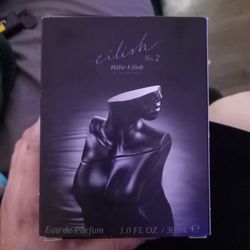 eilish
No. 2
Billie Eilish
Eau de Parfum 1.0 FL. OZ. / 30 ml ℮